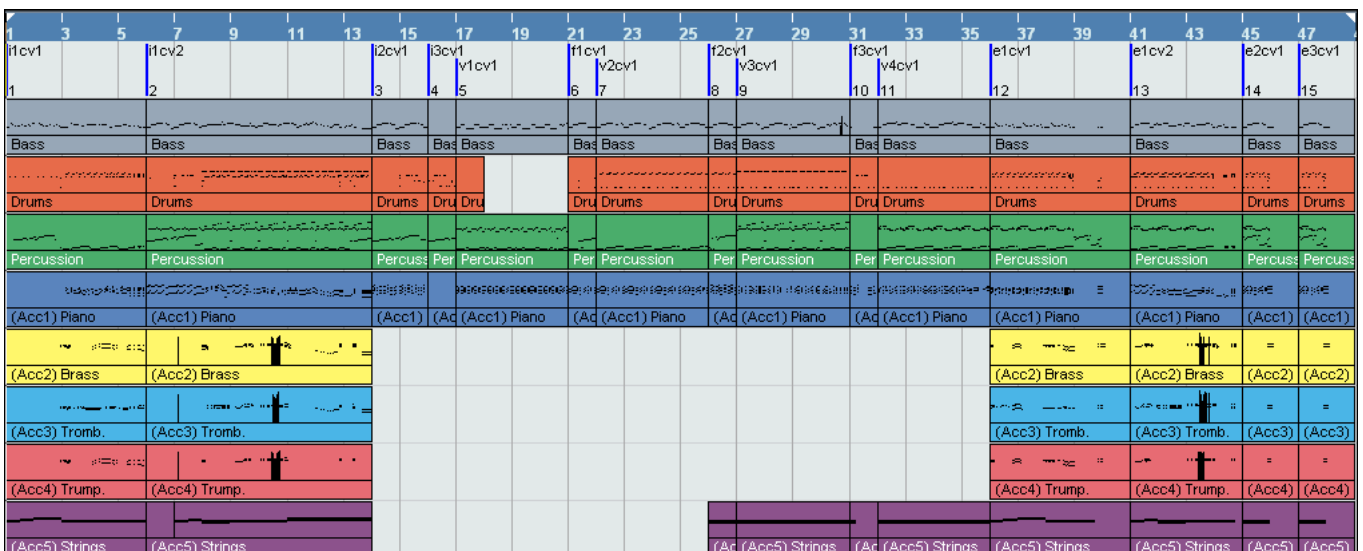 1 3 5 7 9 11 13 15 17 19 21 23 25 27 29 31 33 35 37 39 41 43 45 47
i1cv1 i1cv2 i2cv1 i3cv1 f1cv1 f2cv1 f3cv1 e1cv1 e1cv2 e2cv1 e3cv1
v1cv1 v2cv1 v3cv1 v4cv1
1 2 3 4 5 6 7 8 9 10 11 12 13 14 15
Bass Bass Bass Bas Bass Bas Bass Bas Bass Bas Bass Bass Bass Bass Bass
Drums Drums Drums Dru Dru Dru Drums Dru Drums Dru Drums Drums Drums Drums Drums
Percussion Percussion Percuss Per Percussion Per Percussion Per Percussion Per Percussion Percussion Percussion Percuss Percuss
(Acc1) Piano (Acc1) Piano (Acc1) (Ac (Acc1) Piano (Ac (Acc1) Piano (Ac (Acc1) Piano (Ac (Acc1) Piano (Acc1) Piano (Acc1) Piano (Acc1) (Acc1)
(Acc2) Brass (Acc2) Brass (Acc2) Brass (Acc2) Brass (Acc2) (Acc2)
(Acc3) Tromb. (Acc3) Tromb. (Acc3) Tromb. (Acc3) Tromb. (Acc3) (Acc3)
(Acc4) Trump. (Acc4) Trump. (Acc4) Trump. (Acc4) Trump. (Acc4) (Acc4)
(Acc5) Strings (Acc5) Strings (Ac (Acc5) Strings (Ac (Acc5) Strings (Acc5) Strings (Acc5) Strings (Acc5) (Acc5)